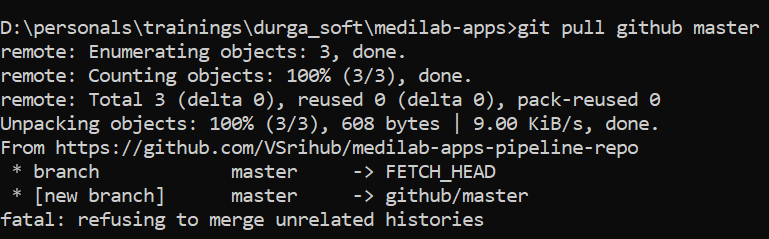 D:\personals\trainings\durga_soft\medilab-apps>git pull github master
remote: Enumerating objects: 3, done.
remote: Counting objects: 100% (3/3), done.
remote: Total 3 (delta 0), reused 0 (delta 0), pack-reused 0
Unpacking objects: 100% (3/3), 608 bytes | 9.00 KiB/s, done.
From https://github.com/VSrihub/medilab-apps-pipeline-repo
 * branch            master     -> FETCH_HEAD
 * [new branch]      master     -> github/master
fatal: refusing to merge unrelated histories